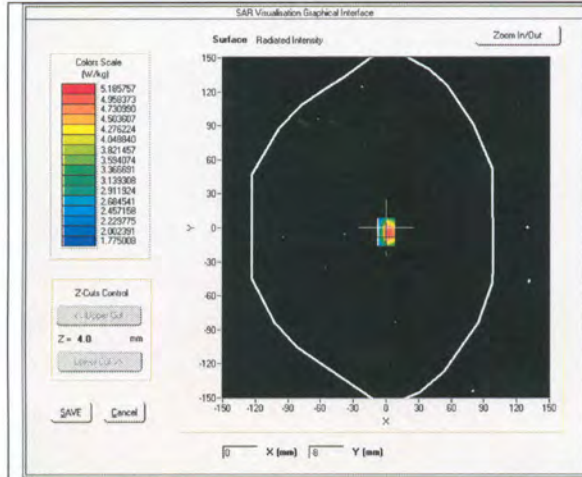 SAR Visualisation Graphical Interface
Surface Radiated Intensity
Zoom In/Out
Colors Scale
(W/kg)
5.185757
4.958373
4.730990
4.503607
4.276224
4.048840
3.821457
3.594074
3.366691
3.139308
2.911924
2.684541
2.457158
2.229775
2.002391
1.775008
Z-Cuts Control
Z = 4.0 mm
SAVE
Cancel
Y
150
120
90
60
30
0
-30
-60
-90
-120
-150
-150 -120 -90 -60 -30 0 30 60 90 120 150
X
0 X (mm) 8 Y (mm)